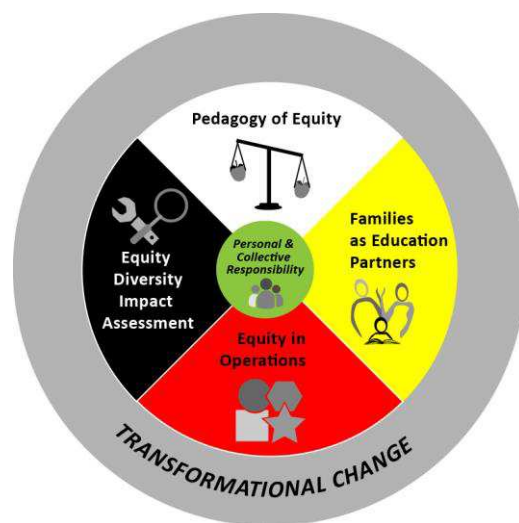 Pedagogy of Equity
Equity
Diversity
Impact
Assessment
Personal &
Collective
Responsibility
Families
as Education
Partners
Equity in
Operations
TRANSFORMATIONAL CHANGE